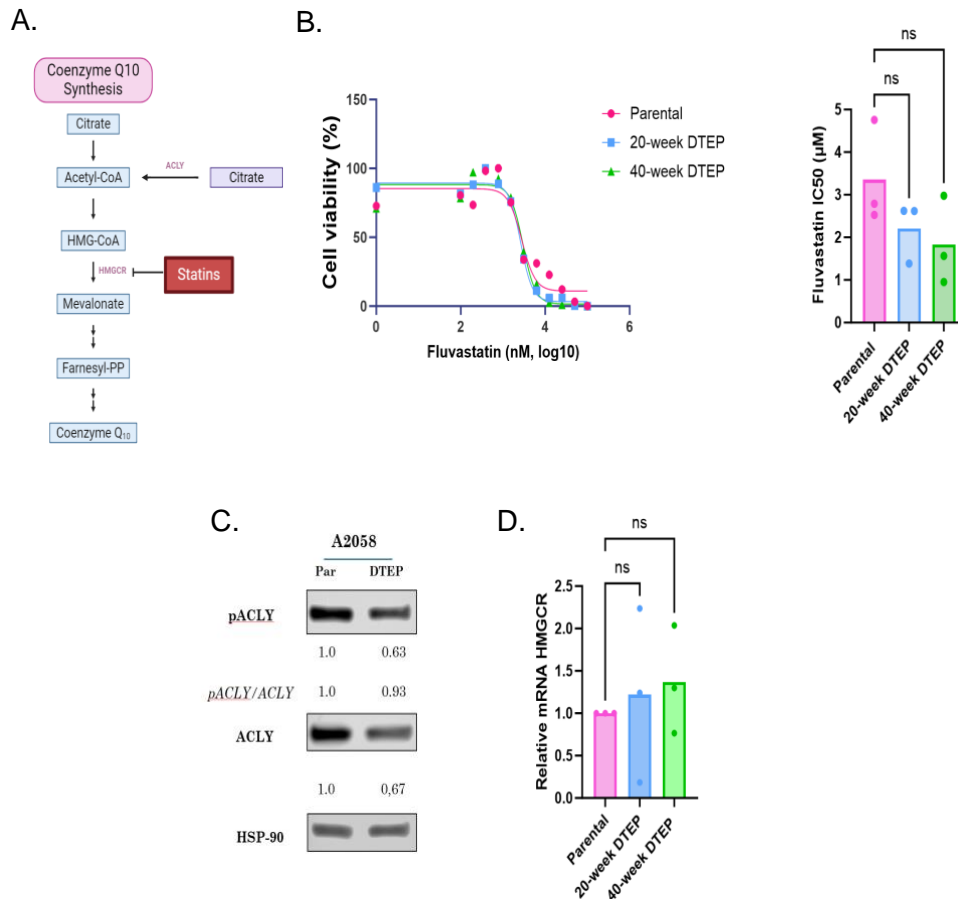 A.
Coenzyme Q10
Synthesis
Citrate
ACLY
Acetyl-CoA
Citrate
HMG-CoA
HMGCR
Statins
Mevalonate
Farnesyl-PP
Coenzyme Q₁₀
B.
150
100
50
0
Cell viability (%)
0
2
4
6
Fluvastatin (nM, log10)
Parental
20-week DTEP
40-week DTEP
ns
ns
5
4
3
2
1
0
Fluvastatin IC50 (µM)
Parental
20-week DTEP
40-week DTEP
C.
A2058
Par DTEP
pACLY
1.0 0.63
pACLY/ACLY 1.0 0.93
ACLY
1.0 0,67
HSP-90
D.
ns
ns
2.5
2.0
1.5
1.0
0.5
0.0
Relative mRNA HMGCR
Parental
20-week DTEP
40-week DTEP